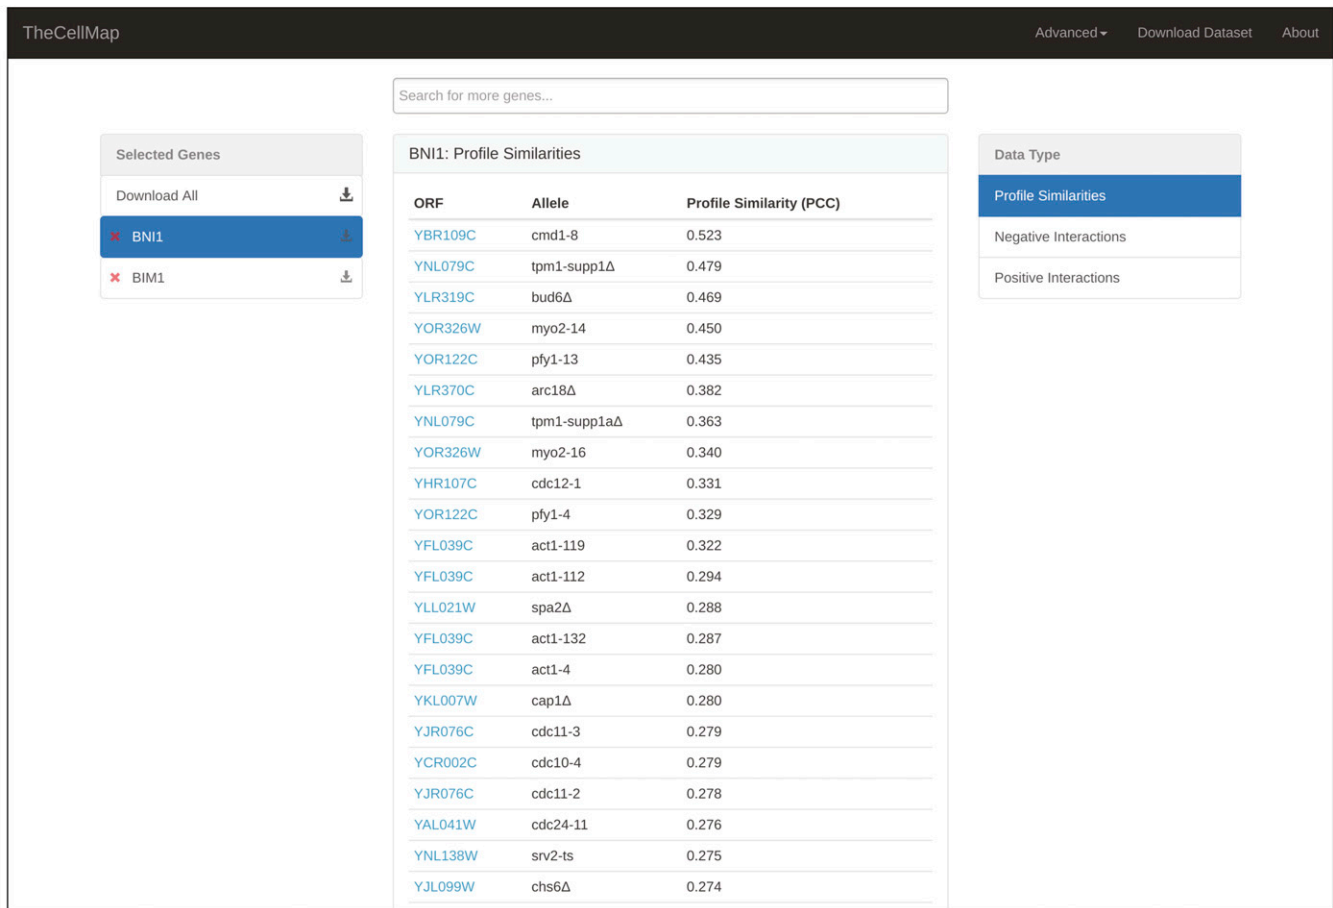 TheCellMap Advanced Download Dataset About
Search for more genes...
Selected Genes
Download All
BNI1
BIM1
BNI1: Profile Similarities
ORF Allele Profile Similarity (PCC)
YBR109C cmd1-8 0.523
YNL079C tpm1-supp1Δ 0.479
YLR319C bud6Δ 0.469
YOR326W myo2-14 0.450
YOR122C pfy1-13 0.435
YLR370C arc18Δ 0.382
YNL079C tpm1-supp1aΔ 0.363
YOR326W myo2-16 0.340
YHR107C cdc12-1 0.331
YOR122C pfy1-4 0.329
YFL039C act1-119 0.322
YFL039C act1-112 0.294
YLL021W spa2Δ 0.288
YFL039C act1-132 0.287
YFL039C act1-4 0.280
YKL007W cap1Δ 0.280
YJR076C cdc11-3 0.279
YCR002C cdc10-4 0.279
YJR076C cdc11-2 0.278
YAL041W cdc24-11 0.276
YNL138W srv2-ts 0.275
YJL099W chs6Δ 0.274
Data Type
Profile Similarities
Negative Interactions
Positive Interactions